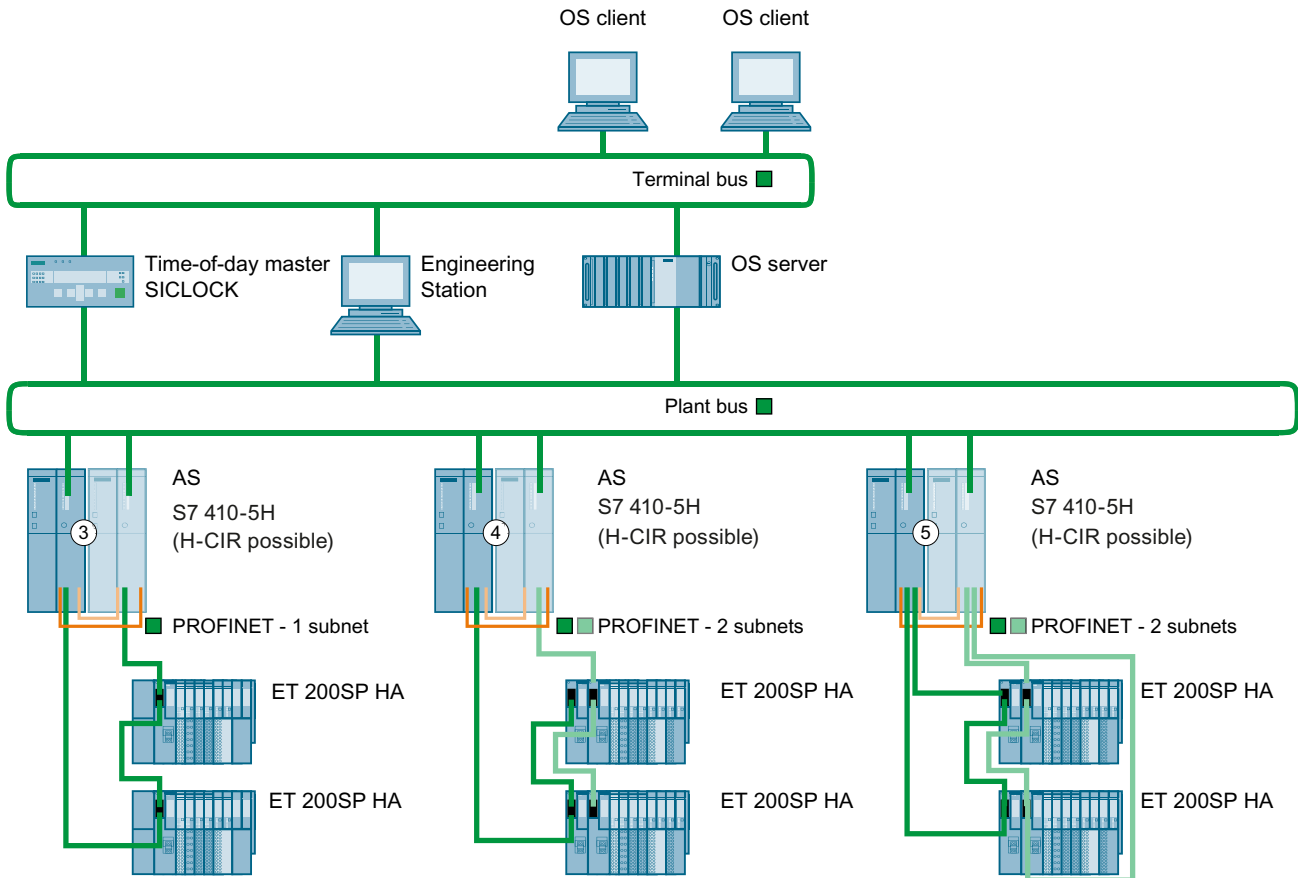 OS client
OS client
Terminal bus
Time-of-day master
SICLOCK
Engineering
Station
OS server
Plant bus
AS
S7 410-5H
(H-CIR possible)
3
AS
S7 410-5H
(H-CIR possible)
4
AS
S7 410-5H
(H-CIR possible)
5
PROFINET - 1 subnet
PROFINET - 2 subnets
PROFINET - 2 subnets
ET 200SP HA
ET 200SP HA
ET 200SP HA
ET 200SP HA
ET 200SP HA
ET 200SP HA